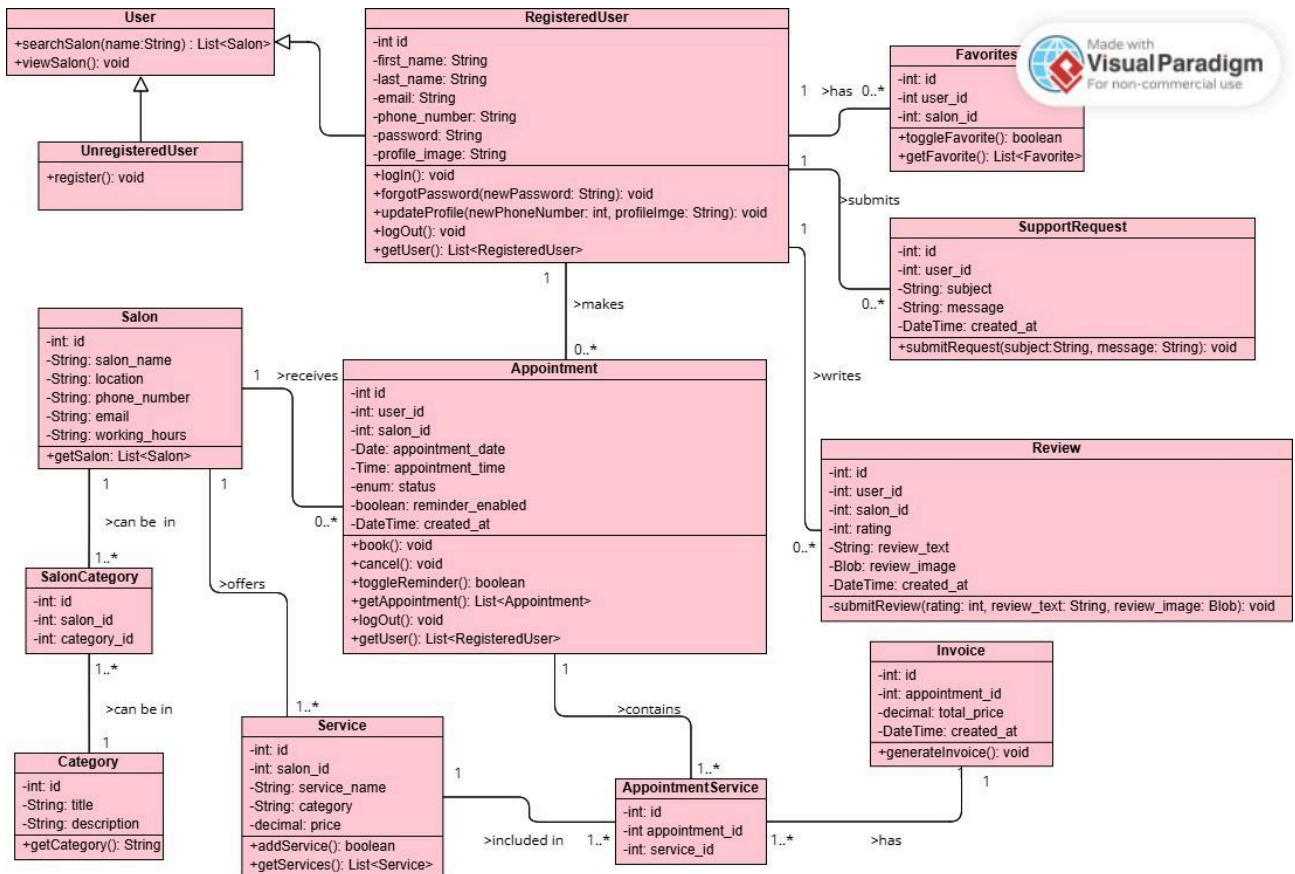 User
+searchSalon(name:String) : List<Salon>
+viewSalon(): void
UnregisteredUser
+register(): void
RegisteredUser
-int id
-first_name: String
-last_name: String
-email: String
-phone_number: String
-password: String
-profile_image: String
+logIn(): void
+forgotPassword(newPassword: String): void
+updateProfile(newPhoneNumber: int, profileImge: String): void
+logOut(): void
+getUser(): List<RegisteredUser>
Made with
Visual Paradigm
For non-commercial use
Favorites
-int: id
-int user_id
-int: salon_id
+toggleFavorite(): boolean
+getFavorite(): List<Favorite>
1 >has 0..*
1
>submits
0..*
SupportRequest
-int: id
-int: user_id
-String: subject
-String: message
-DateTime: created_at
+submitRequest(subject:String, message: String): void
1
>writes
0..*
1
>makes
0..*
Salon
-int: id
-String: salon_name
-String: location
-String: phone_number
-String: email
-String: working_hours
+getSalon: List<Salon>
1 >receives
0..*
Appointment
-int id
-int: user_id
-int: salon_id
-Date: appointment_date
-Time: appointment_time
-enum: status
-boolean: reminder_enabled
-DateTime: created_at
+book(): void
+cancel(): void
+toggleReminder(): boolean
+getAppointment(): List<Appointment>
+logOut(): void
+getUser(): List<RegisteredUser>
Review
-int: id
-int: user_id
-int: salon_id
-int: rating
-String: review_text
-Blob: review_image
-DateTime: created_at
-submitReview(rating: int, review_text: String, review_image: Blob): void
1
>can be in
1..*
1
>offers
1..*
SalonCategory
-int: id
-int: salon_id
-int: category_id
1..*
>can be in
1
Category
-int: id
-String: title
-String: description
+getCategory(): String
Service
-int: id
-int: salon_id
-String: service_name
-String: category
-decimal: price
+addService(): boolean
+getServices(): List<Service>
1
>contains
1..*
1
>included in 1..*
AppointmentService
-int: id
-int appointment_id
-int: service_id
Invoice
-int: id
-int: appointment_id
-decimal: total_price
-DateTime: created_at
+generateInvoice(): void
1
1..* >has